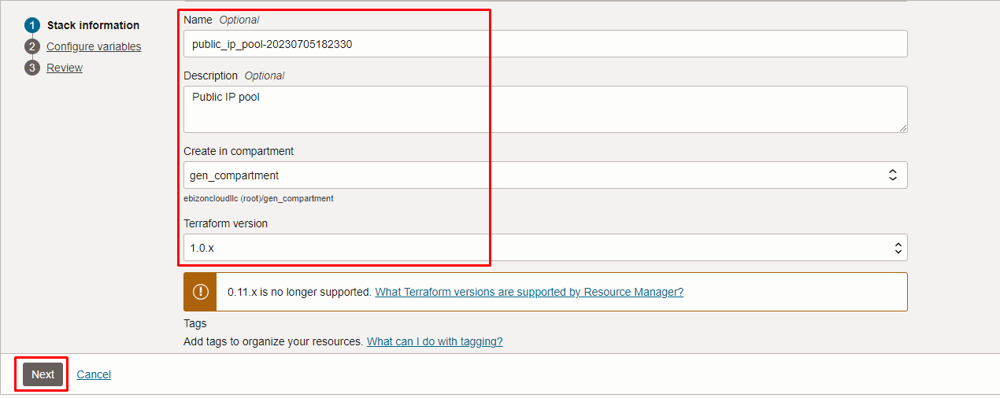 1 Stack information
2 Configure variables
3 Review
Name Optional
public_ip_pool-20230705182330
Description Optional
Public IP pool
Create in compartment
gen_compartment
ebizoncloudllc (root)/gen_compartment
Terraform version
1.0.x
0.11.x is no longer supported. What Terraform versions are supported by Resource Manager?
Tags
Add tags to organize your resources. What can I do with tagging?
Next Cancel